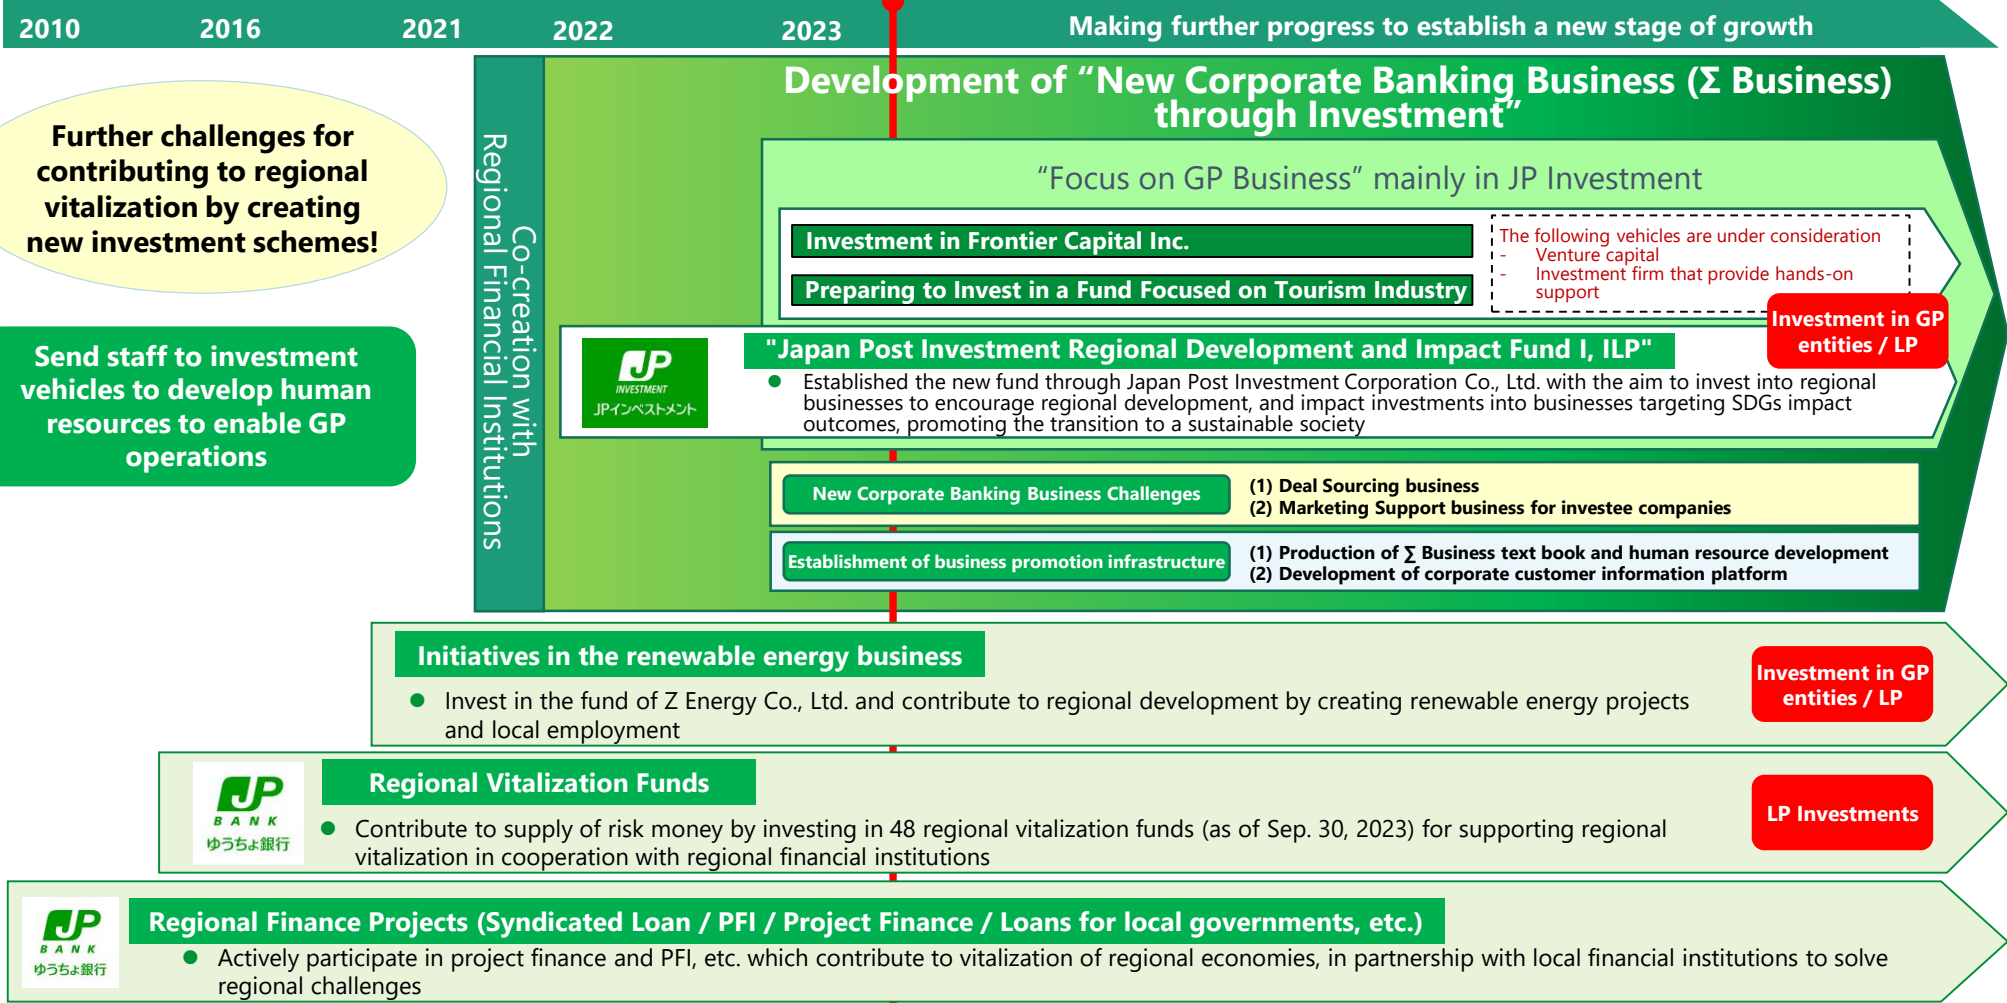 2010
2016
2021
2022
2023
Making further progress to establish a new stage of growth
Further challenges for
contributing to regional
vitalization by creating
new investment schemes!
Send staff to investment
vehicles to develop human
resources to enable GP
operations
Co-creation with
Regional Financial Institutions
Development of “New Corporate Banking Business (Σ Business)
through Investment”
“Focus on GP Business” mainly in JP Investment
Investment in Frontier Capital Inc.
Preparing to Invest in a Fund Focused on Tourism Industry
The following vehicles are under consideration
- Venture capital
- Investment firm that provide hands-on
support
Investment in GP
entities / LP
JP
INVESTMENT
JPインベストメント
"Japan Post Investment Regional Development and Impact Fund I, ILP"
● Established the new fund through Japan Post Investment Corporation Co., Ltd. with the aim to invest into regional
businesses to encourage regional development, and impact investments into businesses targeting SDGs impact
outcomes, promoting the transition to a sustainable society
New Corporate Banking Business Challenges
(1) Deal Sourcing business
(2) Marketing Support business for investee companies
Establishment of business promotion infrastructure
(1) Production of ∑ Business text book and human resource development
(2) Development of corporate customer information platform
Initiatives in the renewable energy business
● Invest in the fund of Z Energy Co., Ltd. and contribute to regional development by creating renewable energy projects
and local employment
Investment in GP
entities / LP
JP
BANK
ゆうちょ銀行
Regional Vitalization Funds
● Contribute to supply of risk money by investing in 48 regional vitalization funds (as of Sep. 30, 2023) for supporting regional
vitalization in cooperation with regional financial institutions
LP Investments
JP
BANK
ゆうちょ銀行
Regional Finance Projects (Syndicated Loan / PFI / Project Finance / Loans for local governments, etc.)
● Actively participate in project finance and PFI, etc. which contribute to vitalization of regional economies, in partnership with local financial institutions to solve
regional challenges